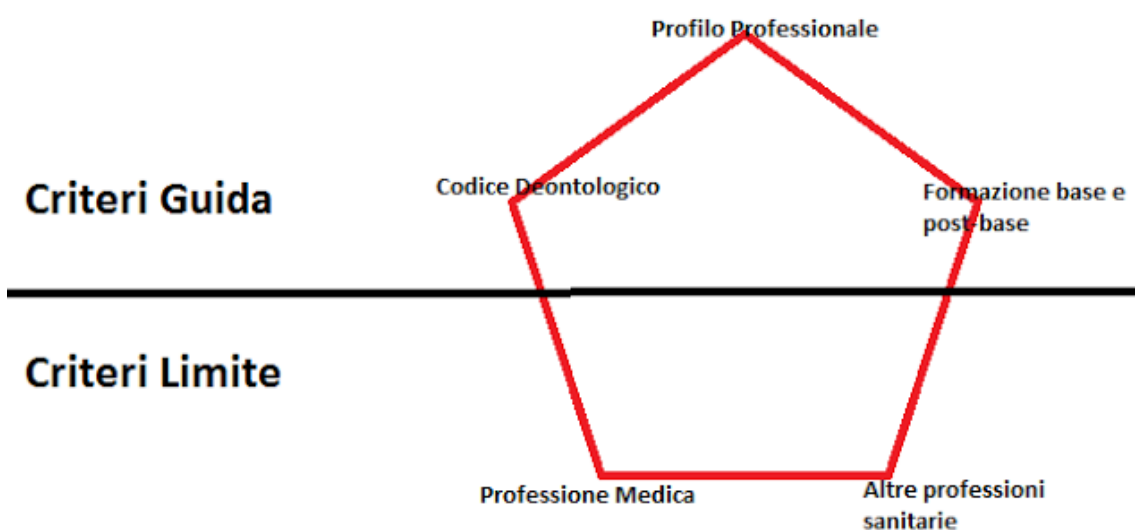 Profilo Professionale
Codice Deontologico
Formazione base e
post-base
Criteri Guida
Criteri Limite
Professione Medica
Altre professioni
sanitarie